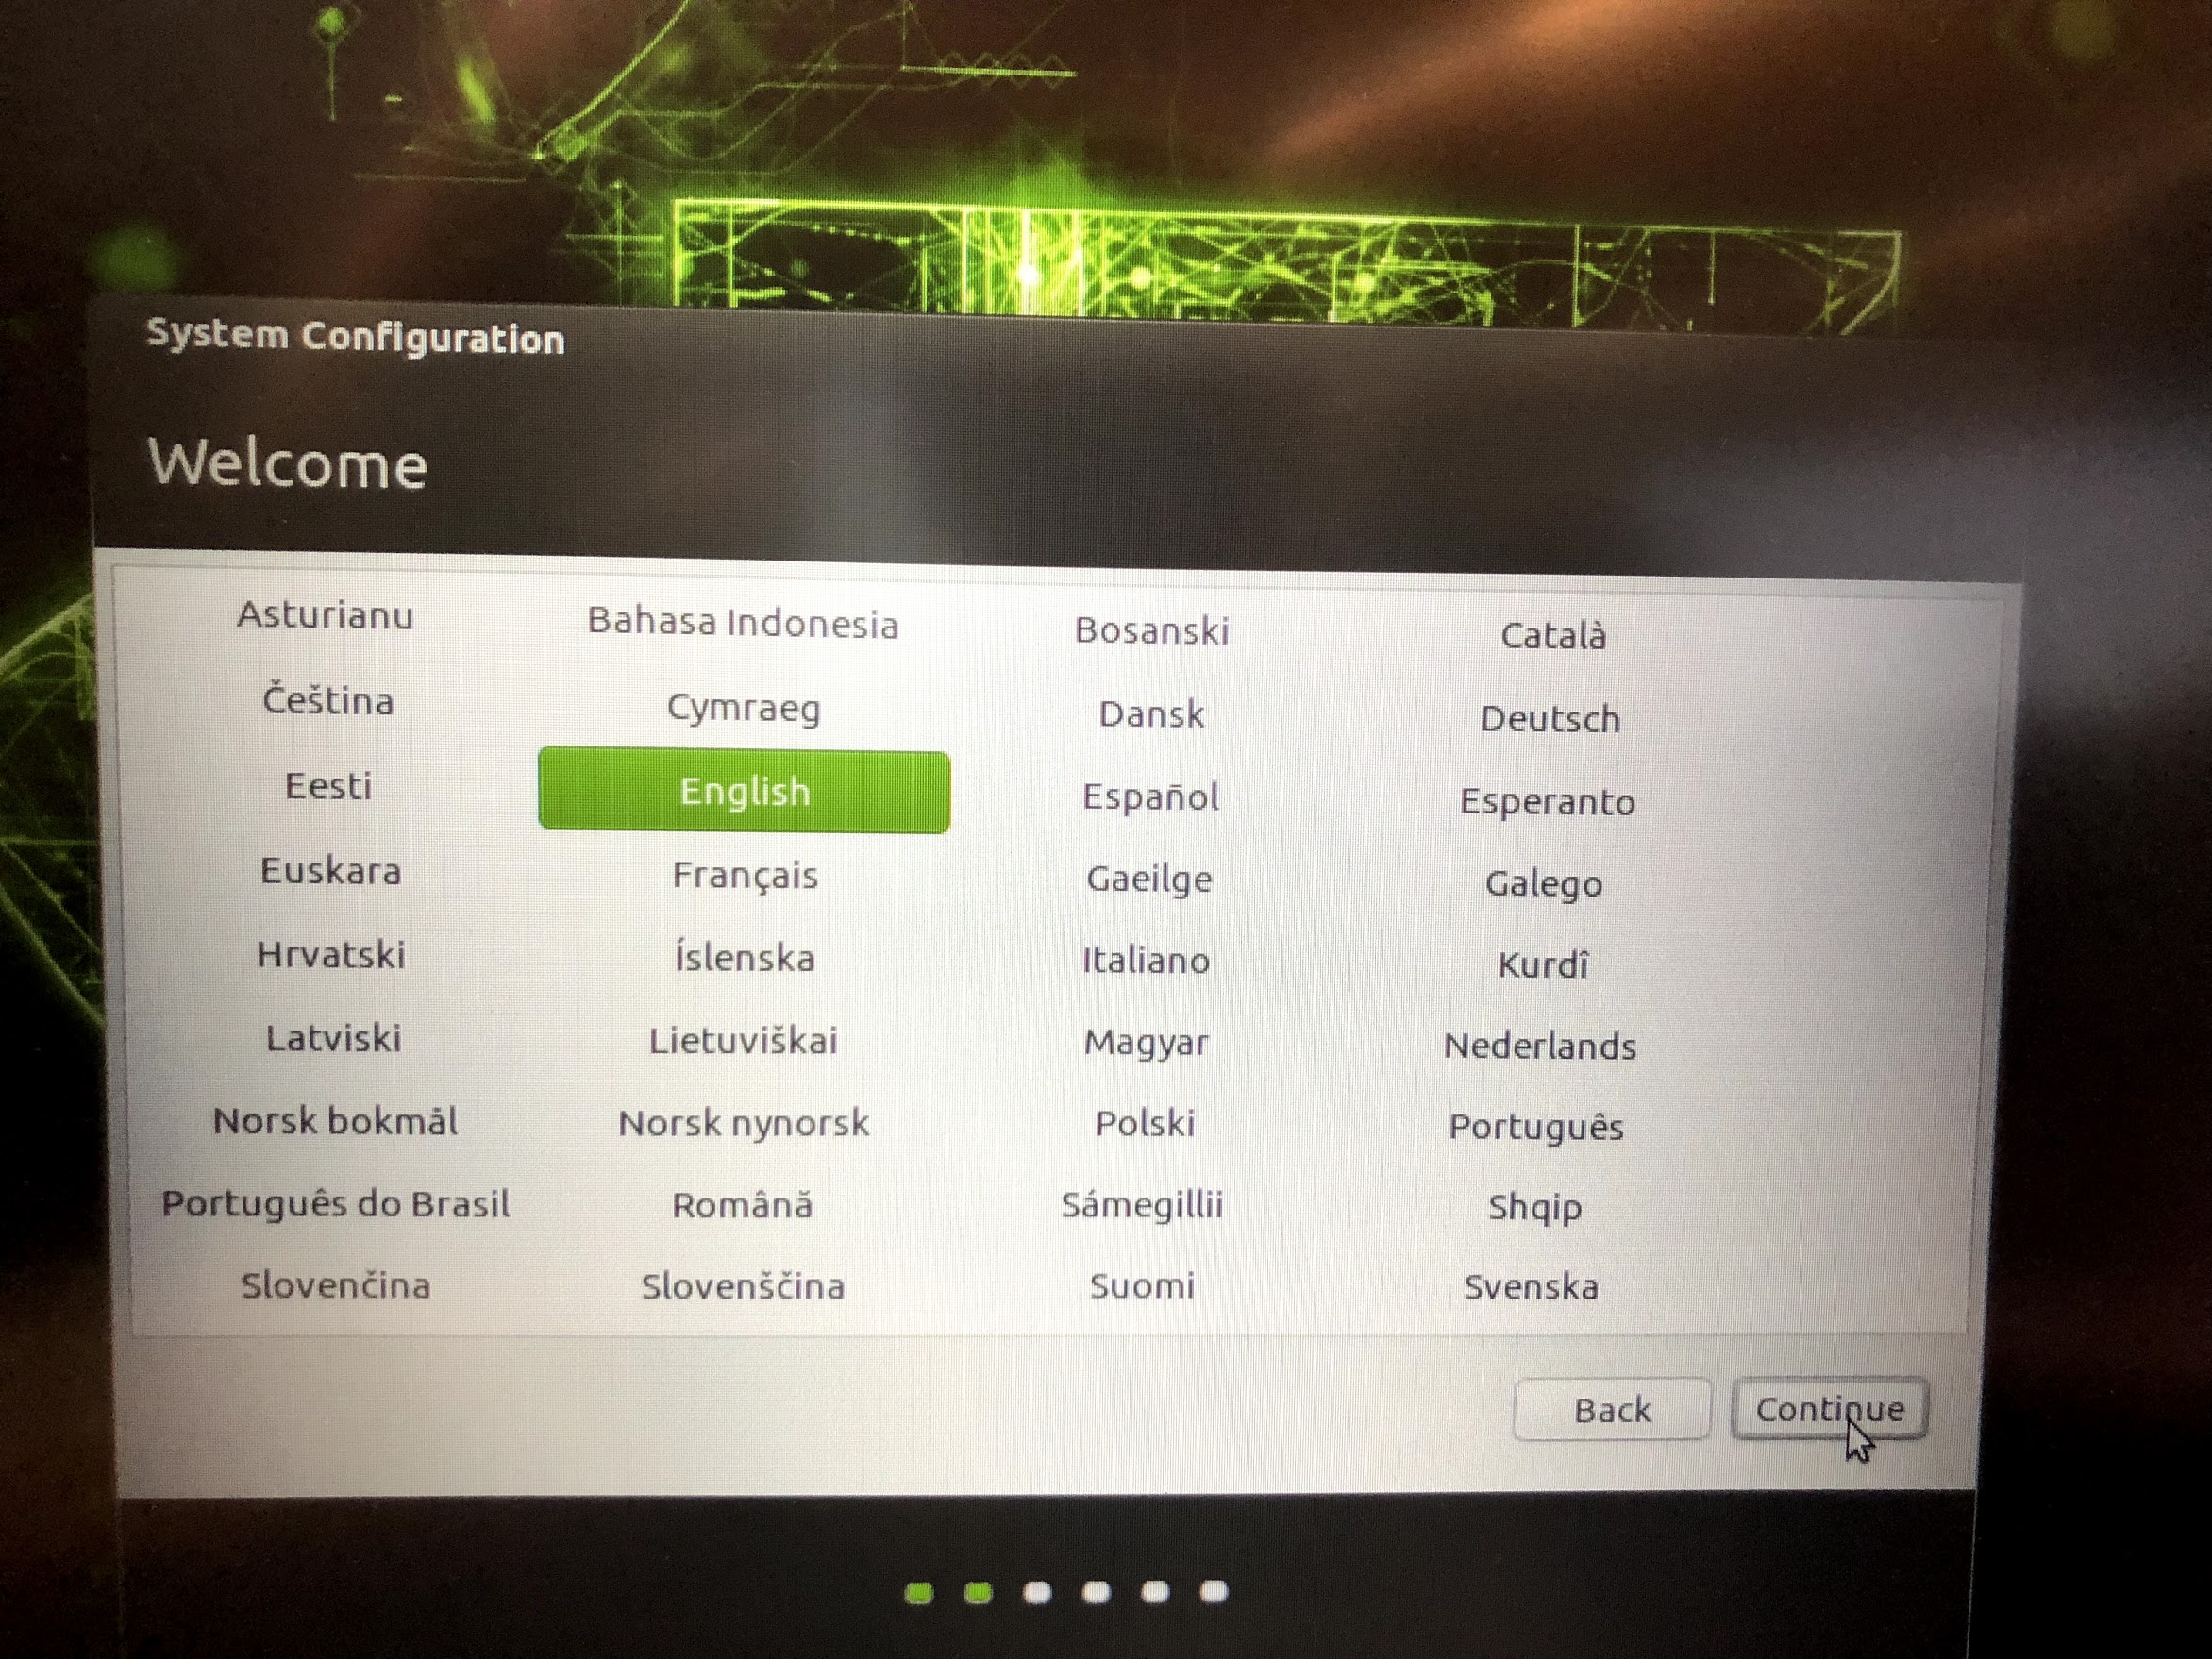 System Configuration
Welcome
Asturianu Bahasa Indonesia Bosanski Català
Čeština Cymraeg Dansk Deutsch
Eesti English Español Esperanto
Euskara Français Gaeilge Galego
Hrvatski Íslenska Italiano Kurdî
Latviski Lietuviškai Magyar Nederlands
Norsk bokmål Norsk nynorsk Polski Português
Português do Brasil Română Sámegillii Shqip
Slovenčina Slovenščina Suomi Svenska
Back Continue